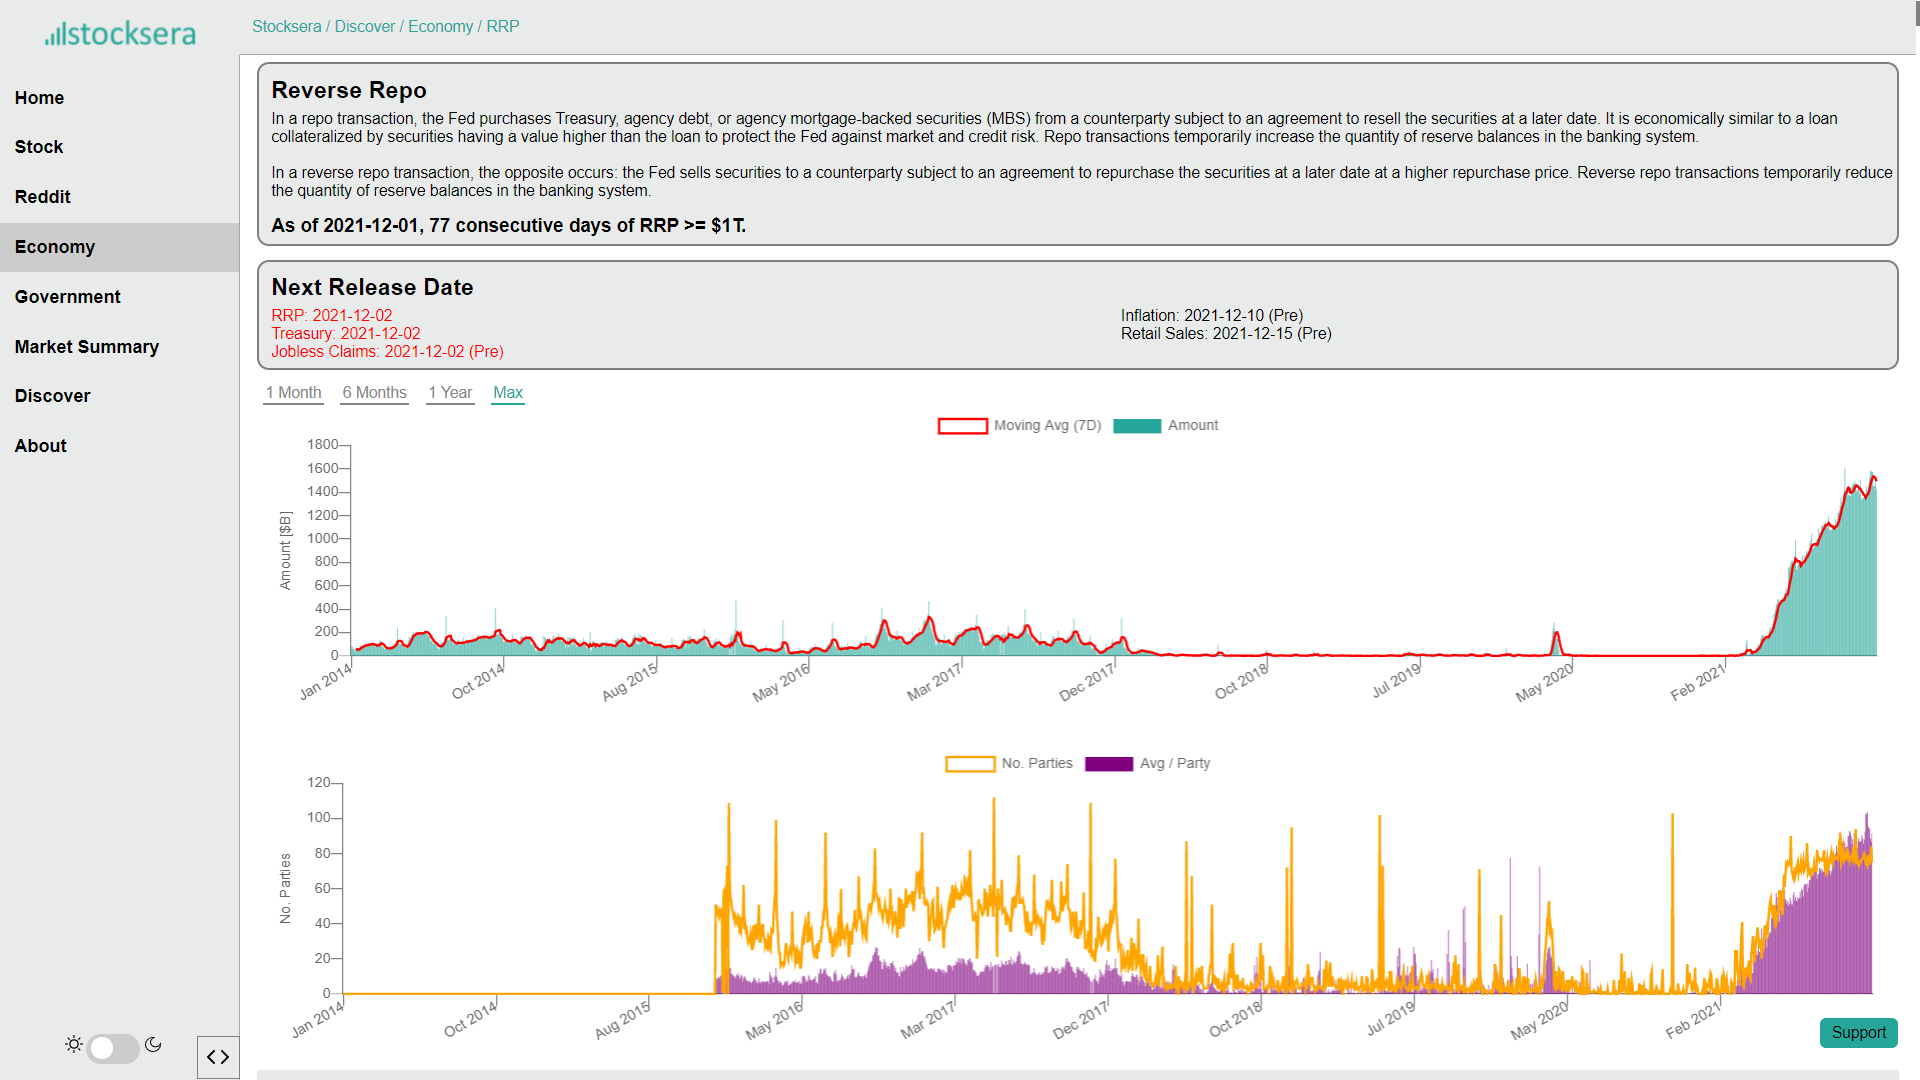 stocksera
Stocksera / Discover / Economy / RRP
Home
Stock
Reddit
Economy
Government
Market Summary
Discover
About
Reverse Repo
In a repo transaction, the Fed purchases Treasury, agency debt, or agency mortgage-backed securities (MBS) from a counterparty subject to an agreement to resell the securities at a later date. It is economically similar to a loan
collateralized by securities having a value higher than the loan to protect the Fed against market and credit risk. Repo transactions temporarily increase the quantity of reserve balances in the banking system.
In a reverse repo transaction, the opposite occurs: the Fed sells securities to a counterparty subject to an agreement to repurchase the securities at a later date at a higher repurchase price. Reverse repo transactions temporarily reduce
the quantity of reserve balances in the banking system.
As of 2021-12-01, 77 consecutive days of RRP >= $1T.
Next Release Date
RRP: 2021-12-02
Treasury: 2021-12-02
Jobless Claims: 2021-12-02 (Pre)
Inflation: 2021-12-10 (Pre)
Retail Sales: 2021-12-15 (Pre)
1 Month 6 Months 1 Year Max
Moving Avg (7D) Amount
Amount [$B]
1800
1600
1400
1200
1000
800
600
400
200
0
Jan 2014 Oct 2014 Aug 2015 May 2016 Mar 2017 Dec 2017 Oct 2018 Jul 2019 May 2020 Feb 2021
No. Parties Avg / Party
No. Parties
120
100
80
60
40
20
0
Jan 2014 Oct 2014 Aug 2015 May 2016 Mar 2017 Dec 2017 Oct 2018 Jul 2019 May 2020 Feb 2021
Support